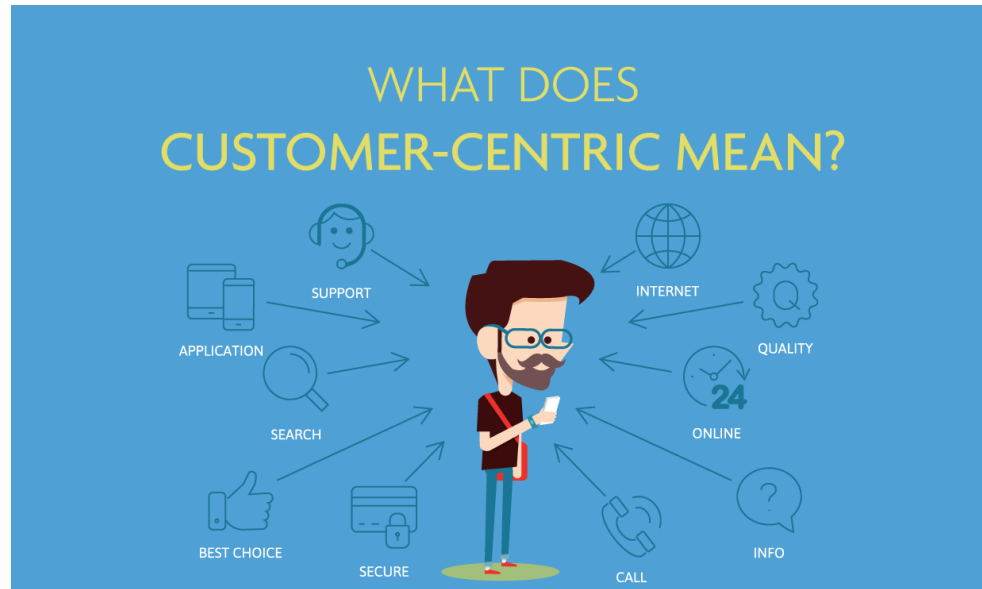 WHAT DOES
CUSTOMER-CENTRIC MEAN?
SUPPORT
INTERNET
APPLICATION
QUALITY
SEARCH
24
ONLINE
Q
?
BEST CHOICE
INFO
SECURE
CALL